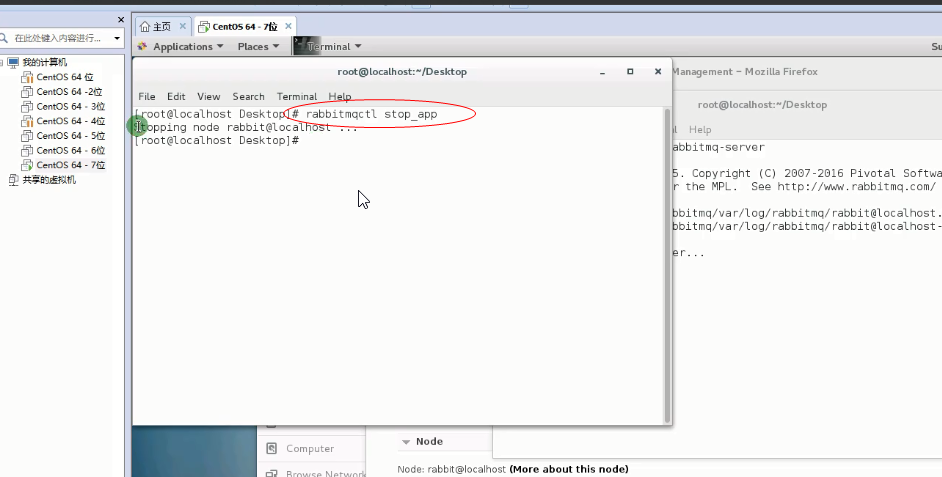 主页
CentOS 64 - 7位
在此处键入内容进行...
Applications
Places
Terminal
Su
我的计算机
CentOS 64 位
CentOS 64 -2位
CentOS 64 - 3位
CentOS 64 - 4位
CentOS 64 - 5位
CentOS 64 - 6位
CentOS 64 - 7位
共享的虚拟机
root@localhost:~/Desktop
File Edit View Search Terminal Help
[root@localhost Desktop]# rabbitmqctl stop_app
Stopping node rabbit@localhost ...
[root@localhost Desktop]#
Management - Mozilla Firefox
root@localhost:~/Desktop
Help
abbitmq-server
5. Copyright (C) 2007-2016 Pivotal Softwa
r the MPL. See http://www.rabbitmq.com/
bbitmq/var/log/rabbitmq/rabbit@localhost.
bbitmq/var/log/rabbitmq/rabbit@localhost-
er...
Computer
Browse Network
Node
Node: rabbit@localhost (More about this node)